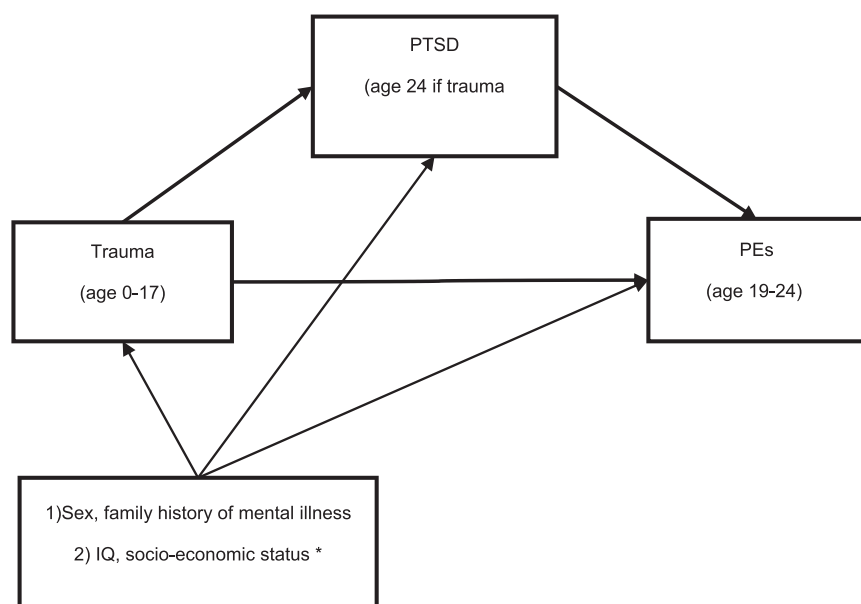 PTSD
(age 24 if trauma
Trauma
(age 0-17)
PEs
(age 19-24)
1)Sex, family history of mental illness
2) IQ, socio-economic status *